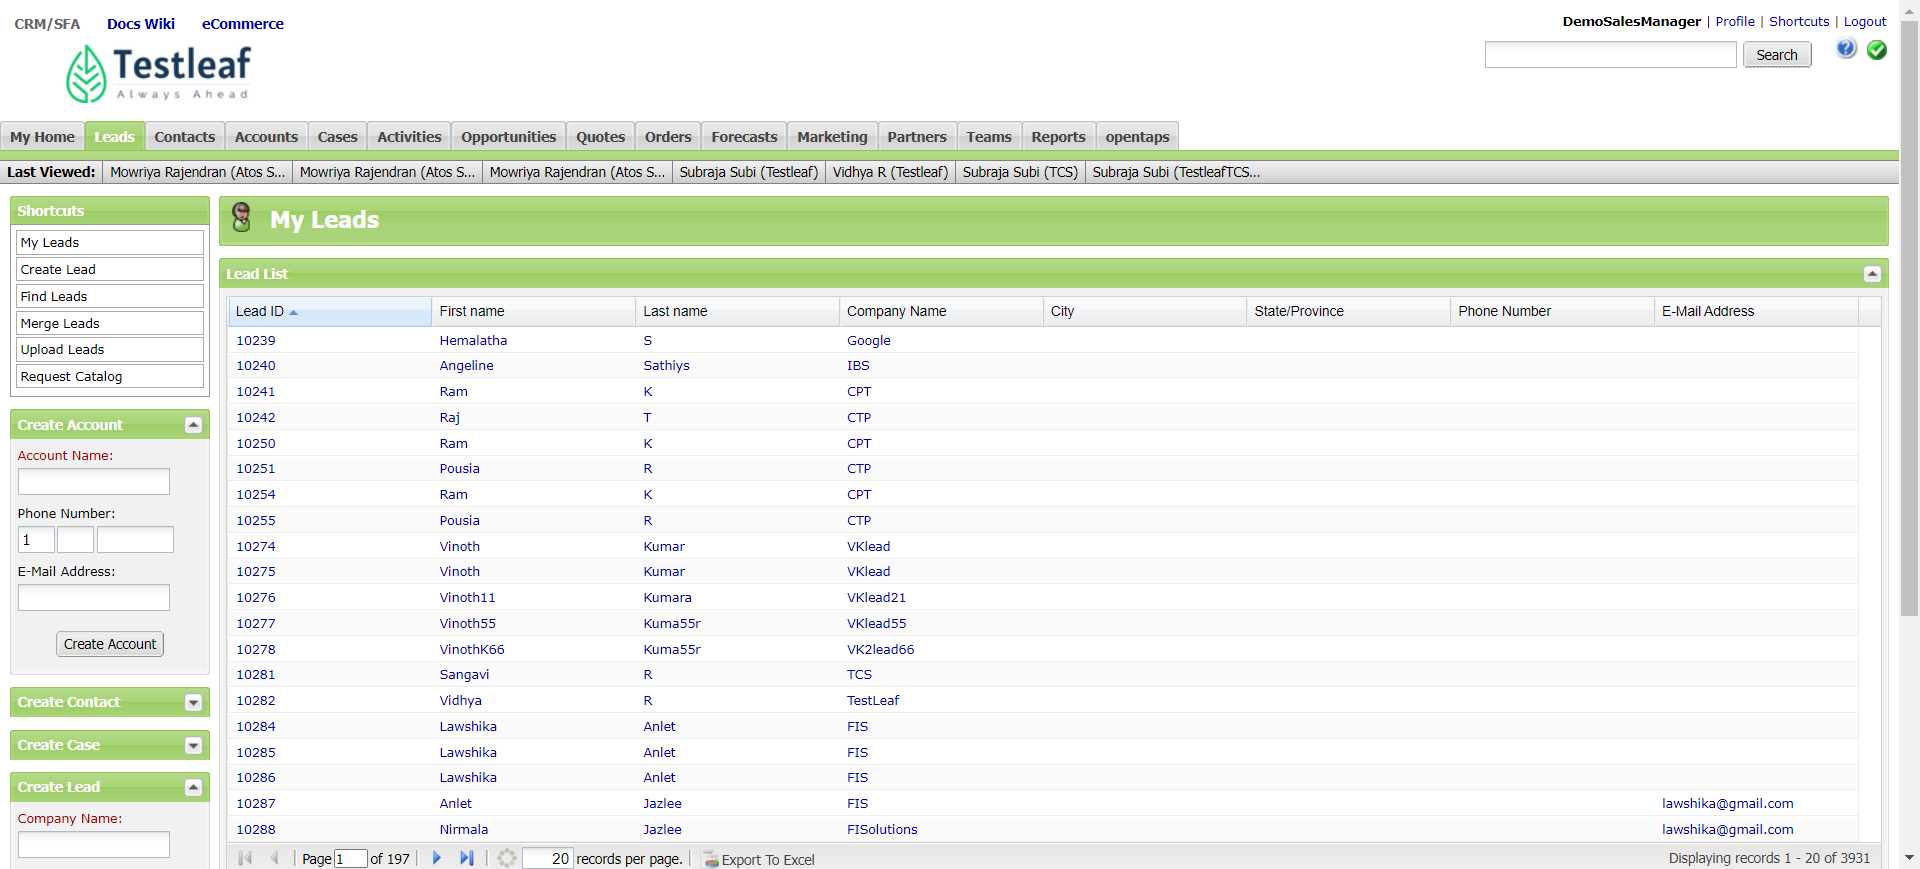 CRM/SFA Docs Wiki eCommerce
DemoSalesManager | Profile | Shortcuts | Logout
Testleaf
Always Ahead
Search
My Home Leads Contacts Accounts Cases Activities Opportunities Quotes Orders Forecasts Marketing Partners Teams Reports opentaps
Last Viewed: Mowriya Rajendran (Atos S... Mowriya Rajendran (Atos S... Mowriya Rajendran (Atos S... Subraja Subi (Testleaf) Vidhya R (Testleaf) Subraja Subi (TCS) Subraja Subi (TestleafTCS...
Shortcuts
My Leads
Create Lead
Find Leads
Merge Leads
Upload Leads
Request Catalog
Create Account
Account Name:
Phone Number:
1
E-Mail Address:
Create Account
Create Contact
Create Case
Create Lead
Company Name:
My Leads
Lead List
Lead ID First name Last name Company Name City State/Province Phone Number E-Mail Address
10239 Hemalatha S Google
10240 Angeline Sathiys IBS
10241 Ram K CPT
10242 Raj T CTP
10250 Ram K CPT
10251 Pousia R CTP
10254 Ram K CPT
10255 Pousia R CTP
10274 Vinoth Kumar VKlead
10275 Vinoth Kumar VKlead
10276 Vinoth11 Kumara VKlead21
10277 Vinoth55 Kuma55r VKlead55
10278 VinothK66 Kuma55r VK2lead66
10281 Sangavi R TCS
10282 Vidhya R TestLeaf
10284 Lawshika Anlet FIS
10285 Lawshika Anlet FIS
10286 Lawshika Anlet FIS
10287 Anlet Jazlee FIS lawshika@gmail.com
10288 Nirmala Jazlee FISolutions lawshika@gmail.com
Page 1 of 197 20 records per page. Export To Excel Displaying records 1 - 20 of 3931